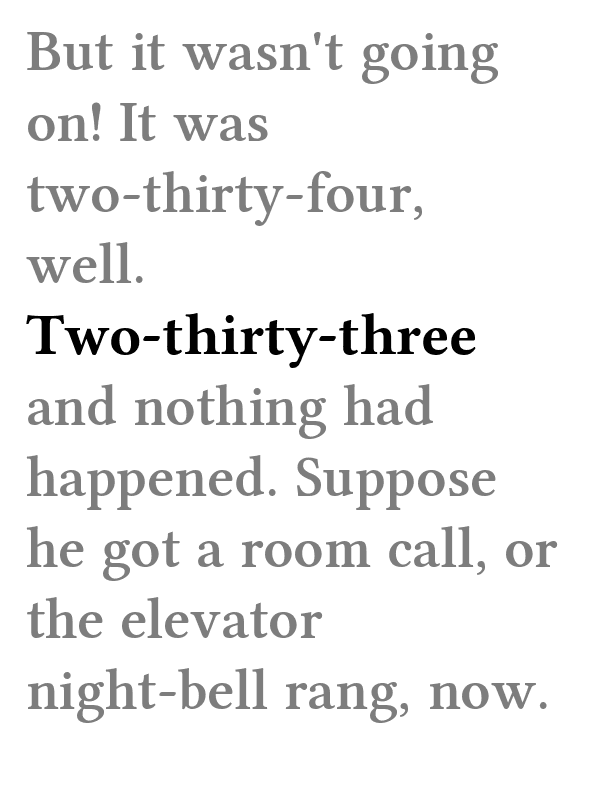 But it wasn't going
on! It was
two-thirty-four,
well.
Two-thirty-three
and nothing had
happened. Suppose
he got a room call, or
the elevator
night-bell rang, now.